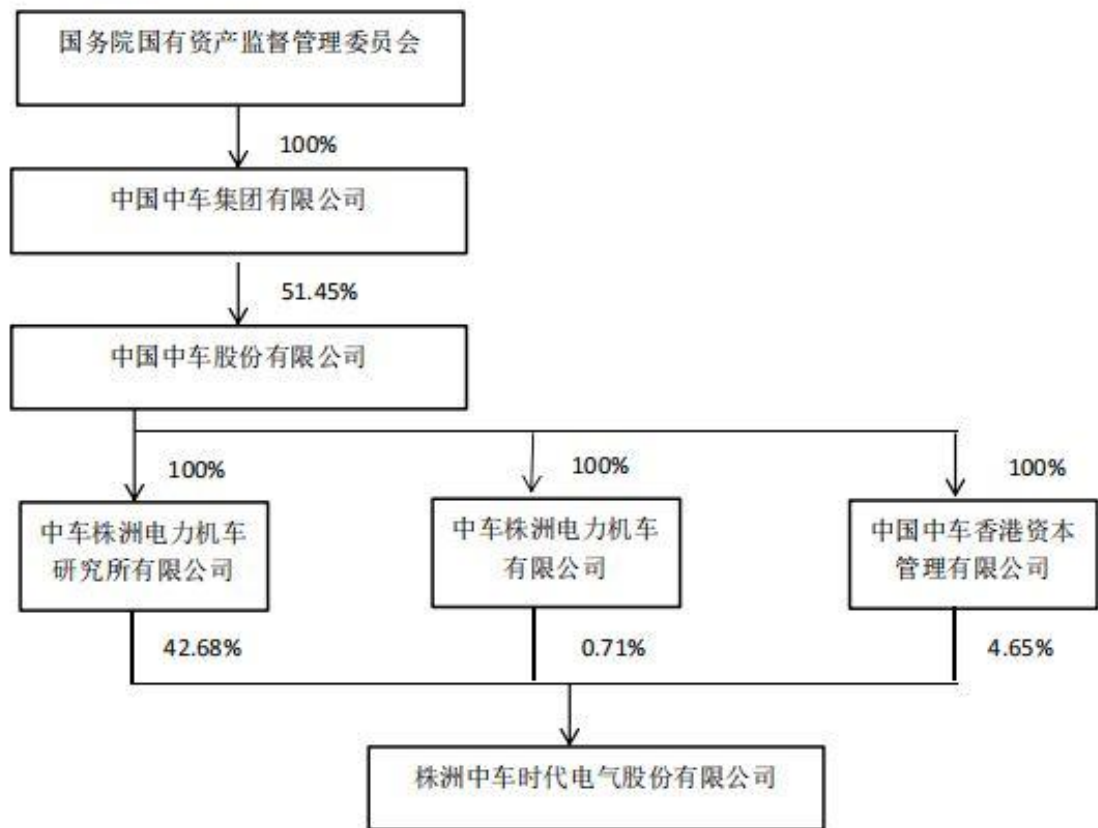 国务院国有资产监督管理委员会
100%
中国中车集团有限公司
51.45%
中国中车股份有限公司
100%
100%
100%
中车株洲电力机车
研究所有限公司
中车株洲电力机车
有限公司
中国中车香港资本
管理有限公司
42.68%
0.71%
4.65%
株洲中车时代电气股份有限公司